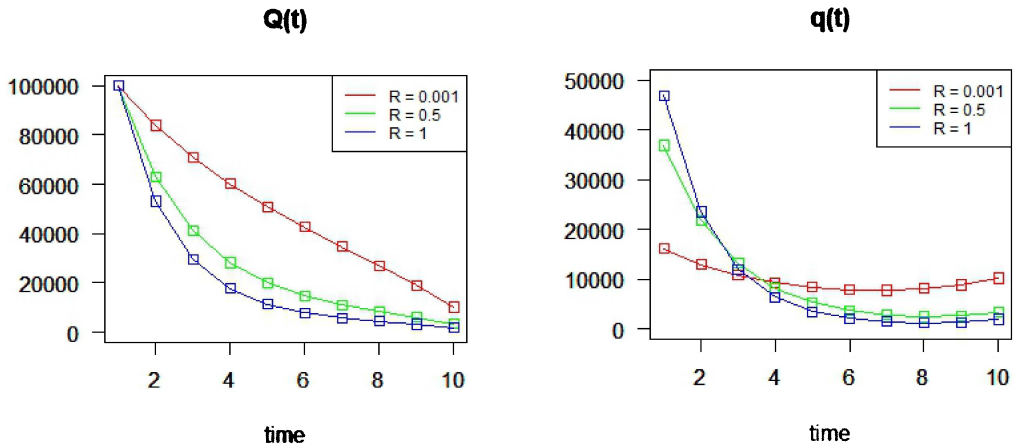 Q(t)
100000
80000
60000
40000
20000
0
R = 0.001
R = 0.5
R = 1
2 4 6 8 10
time
q(t)
50000
40000
30000
20000
10000
0
R = 0.001
R = 0.5
R = 1
2 4 6 8 10
time